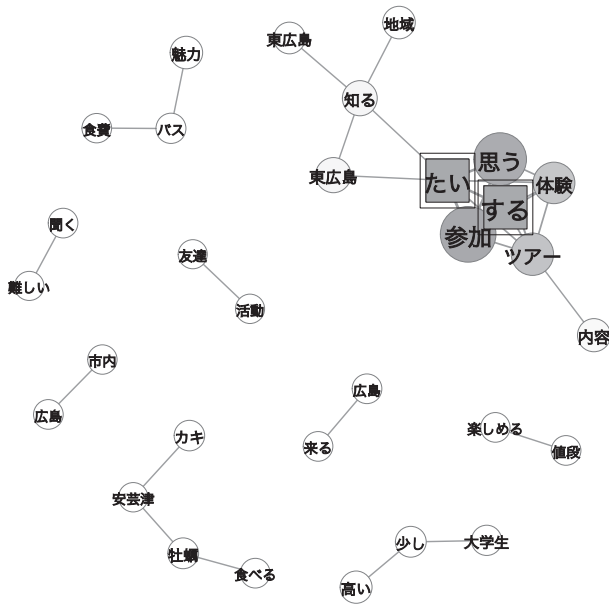 地域
東広島
魅力
知る
食費
バス
思う
東広島
たい
体験
する
聞く
参加
友達
ツアー
難しい
活動
内容
市内
広島
広島
カキ
楽しめる
来る
値段
安芸津
少し
大学生
牡蠣
食べる
高い